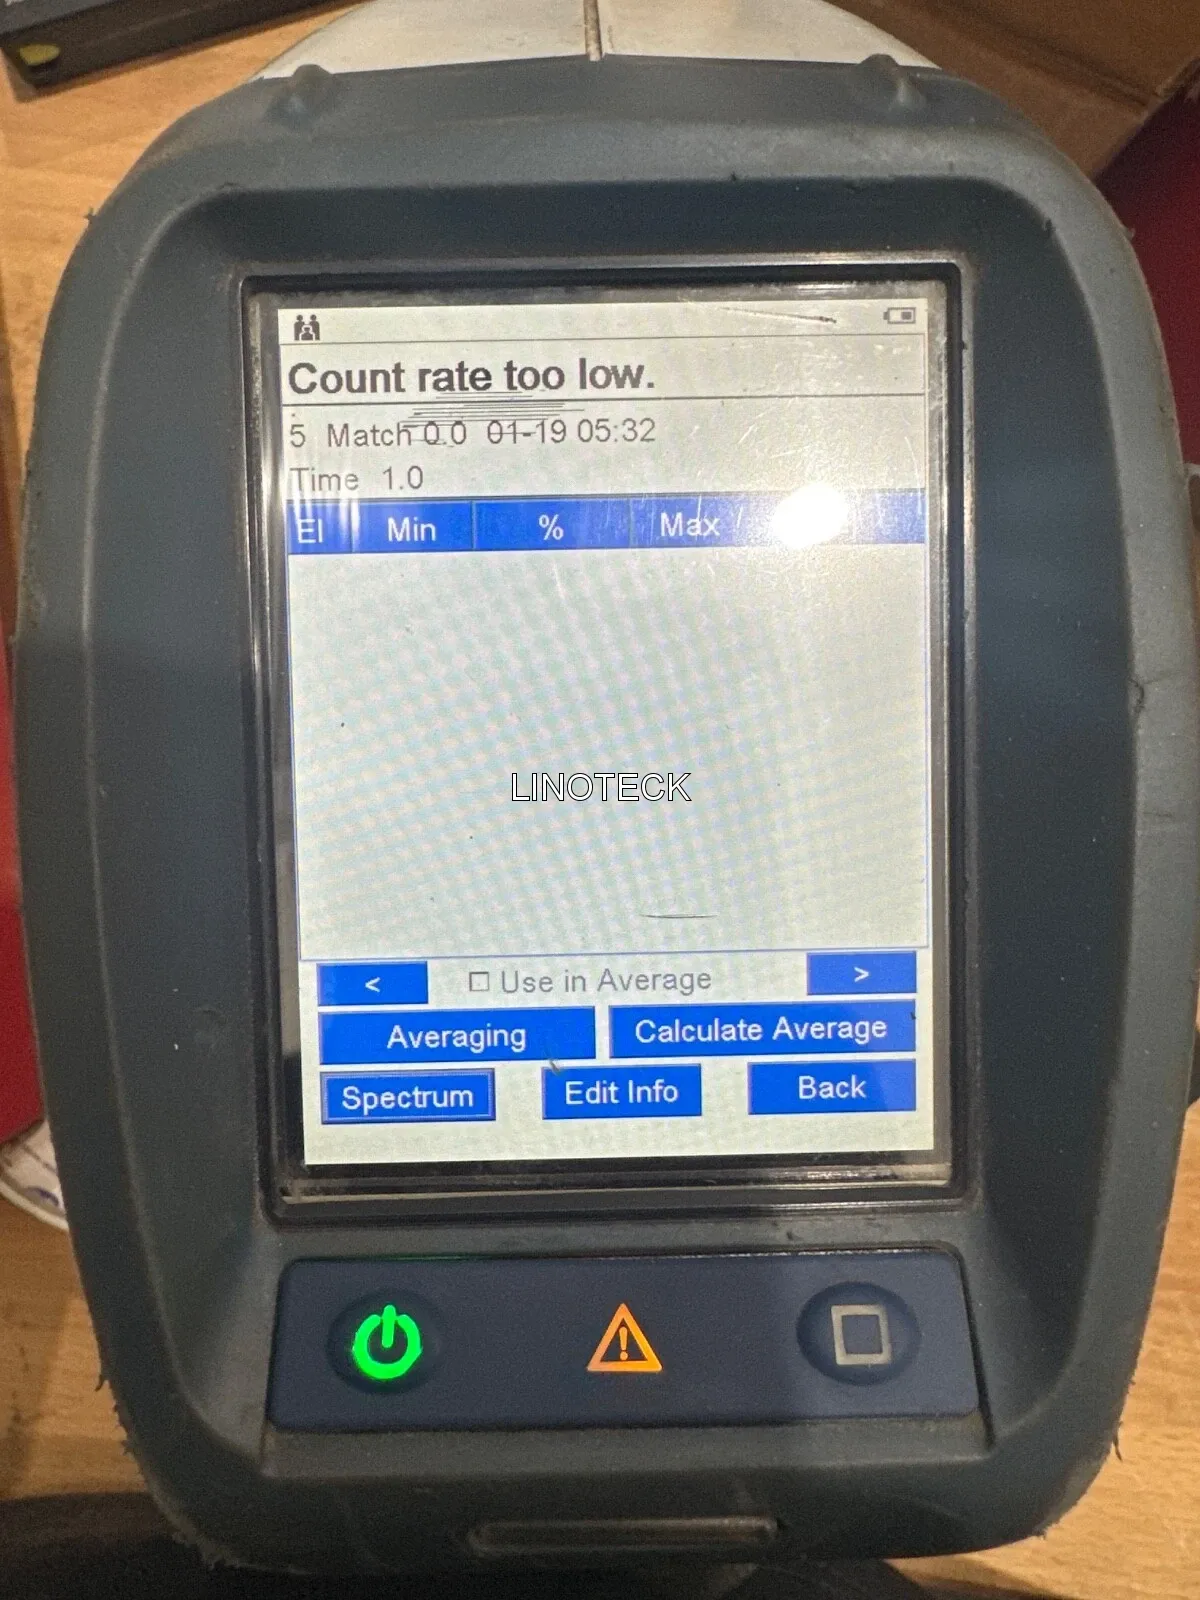 Count rate too low.
5 Match 0.0 01-19 05:32
Time 1.0
El Min % Max
LINOTECK
< Use in Average >
Averaging Calculate Average
Spectrum Edit Info Back